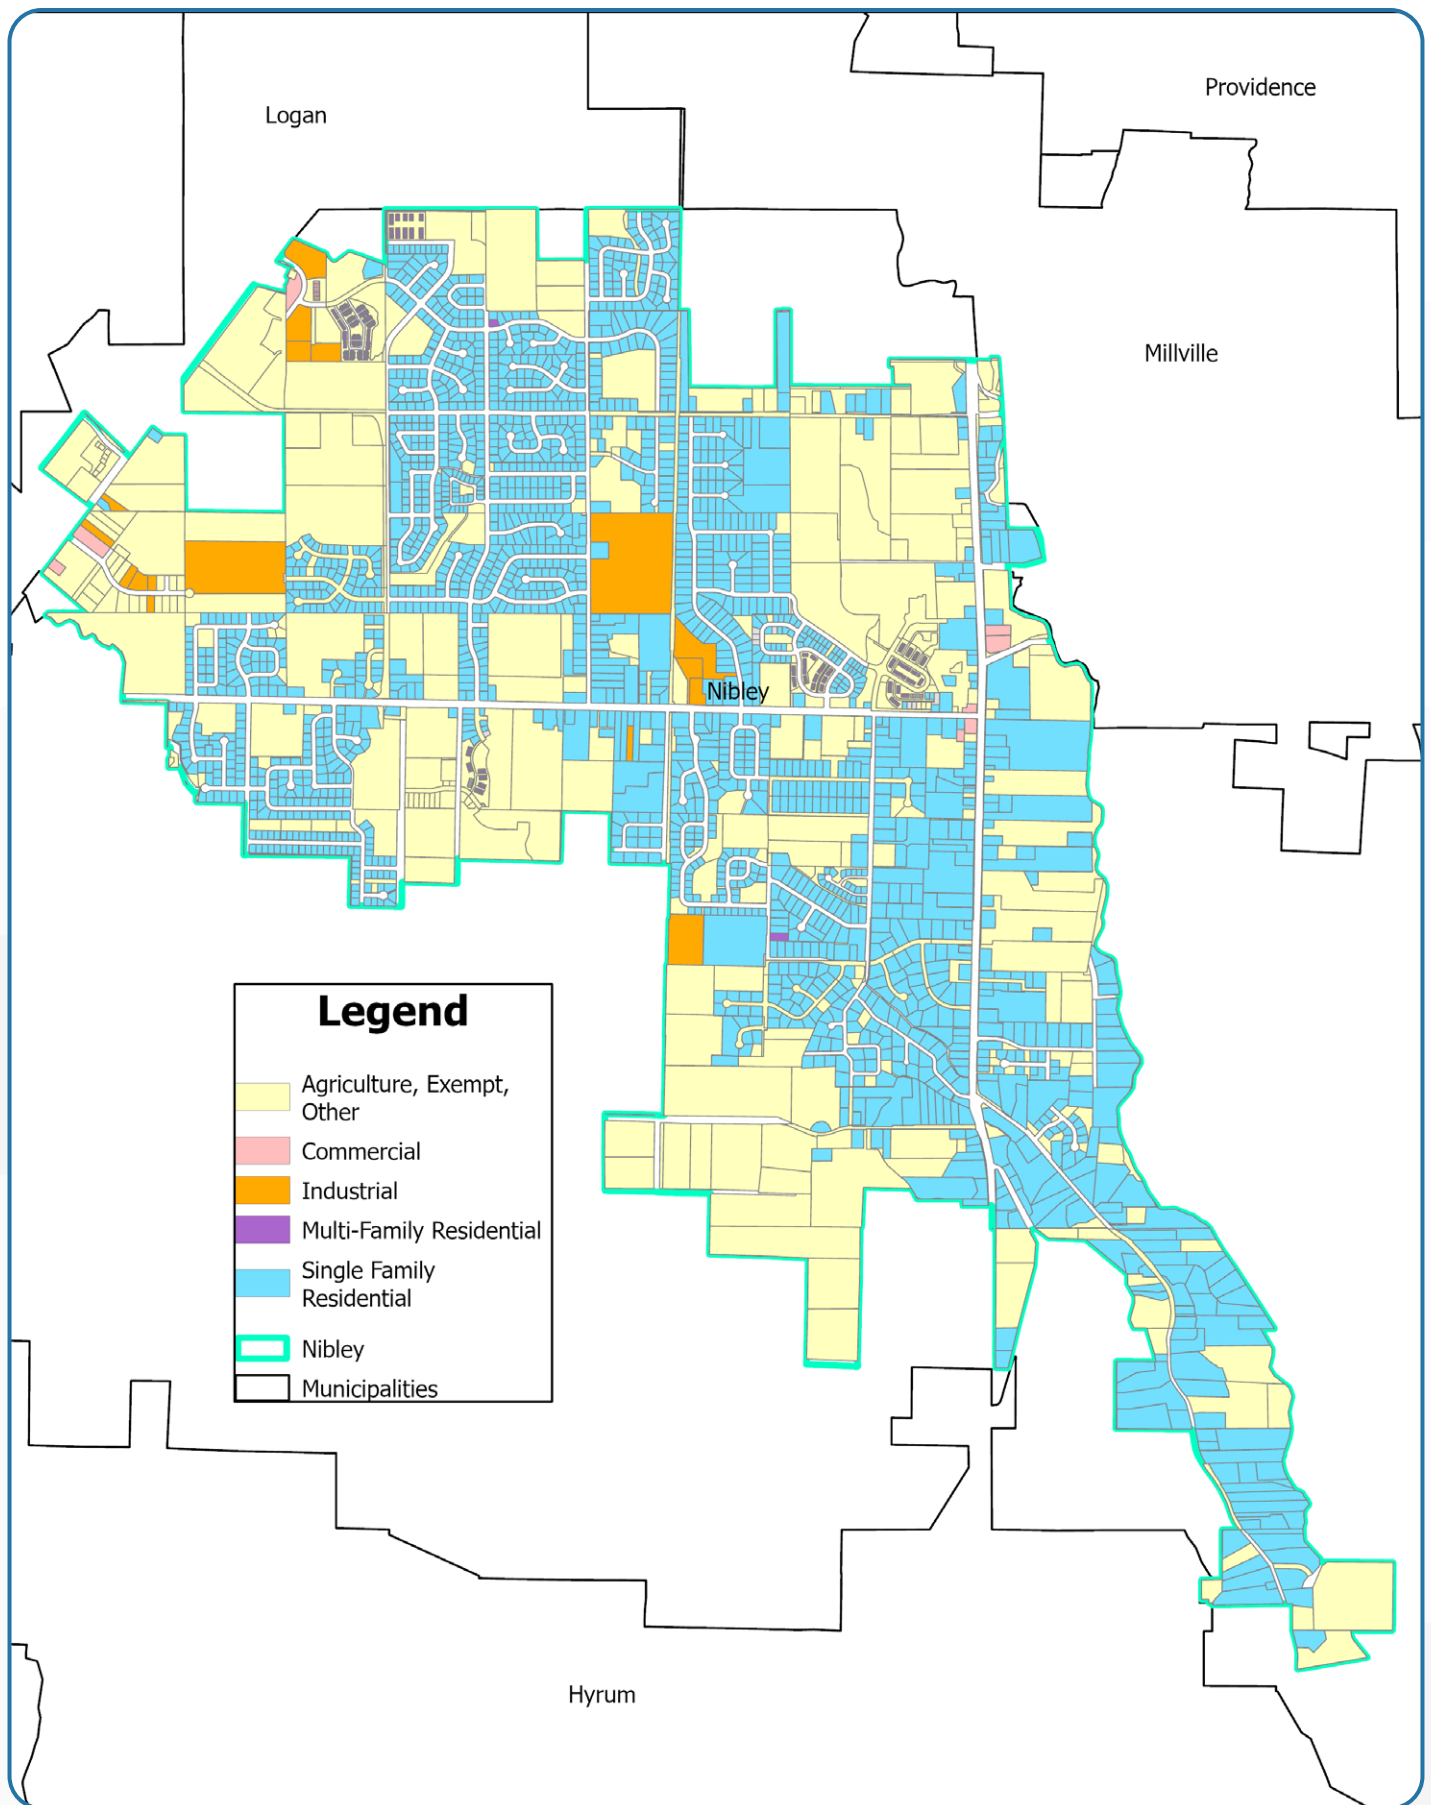 Providence
Logan
Millville
Nibley
Legend
Agriculture, Exempt,
Other
Commercial
Industrial
Multi-Family Residential
Single Family
Residential
Nibley
Municipalities
Hyrum